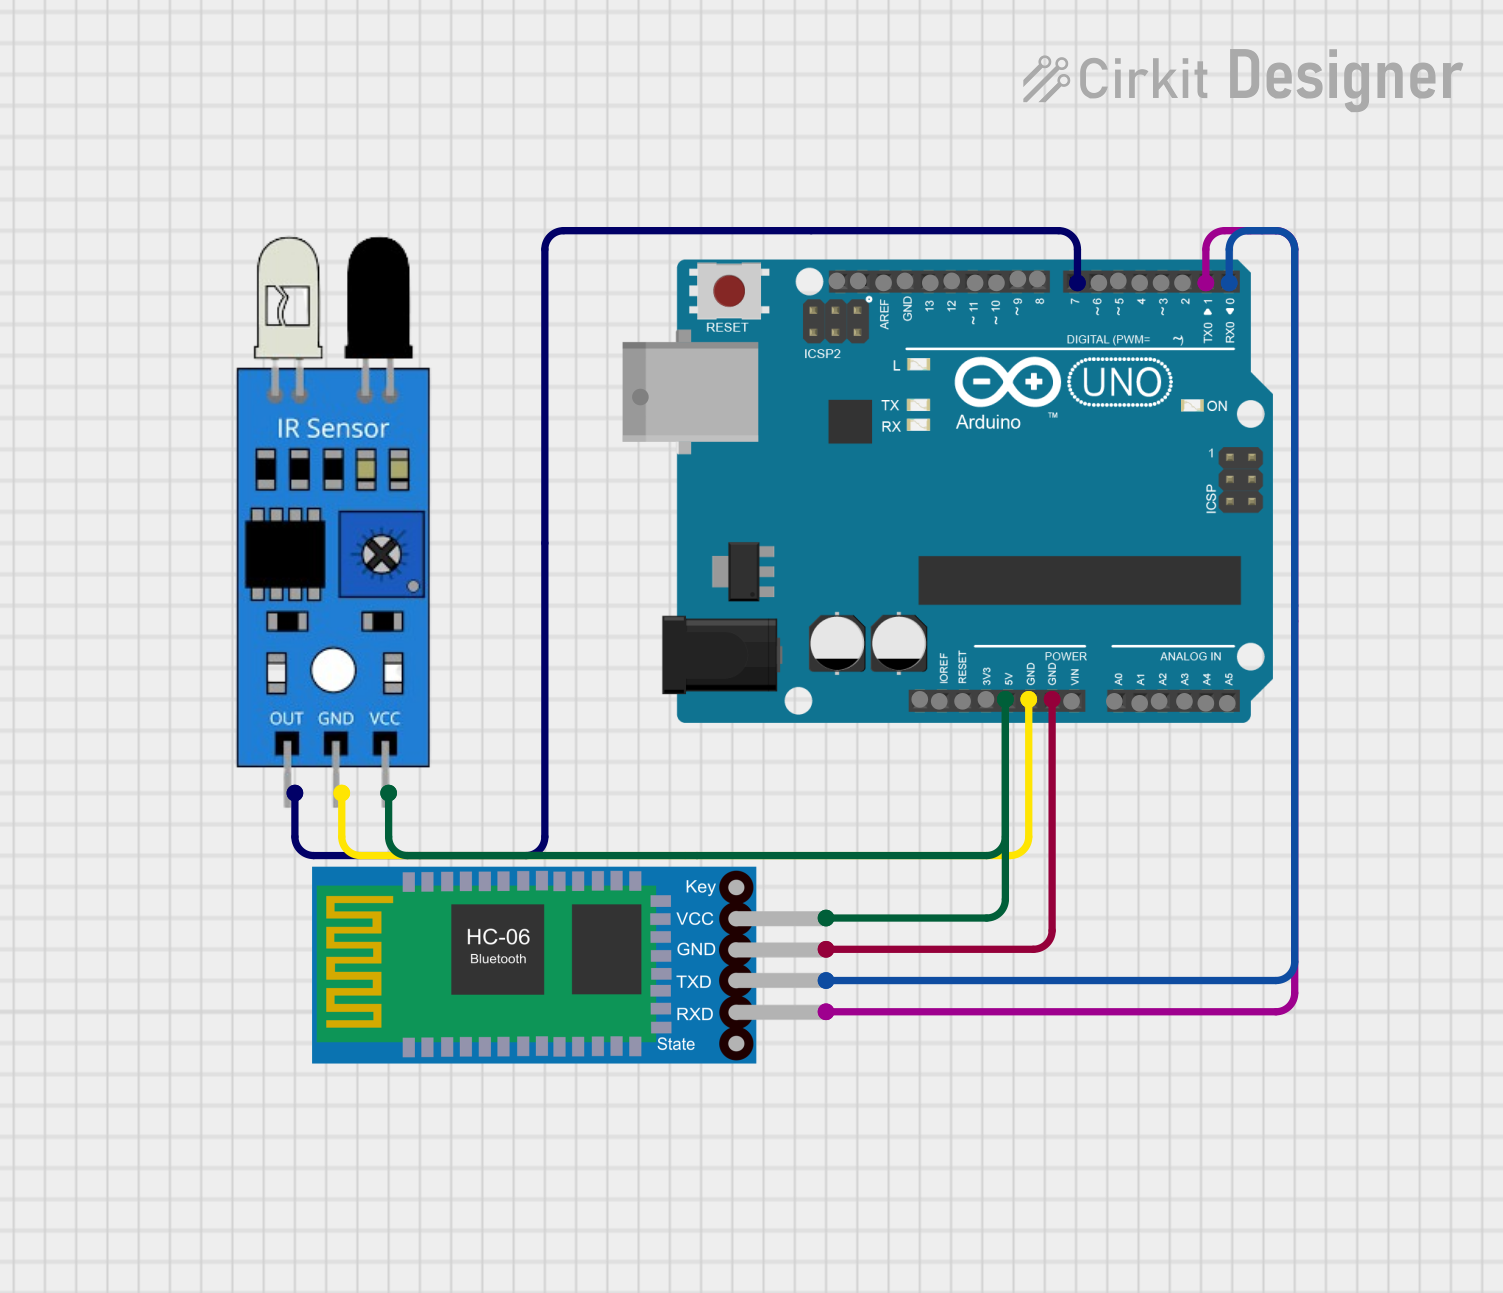 Cirkit Designer
RESET
ICSP2
AREF
GND
13
12
~ 11
~ 10
~ 9
8
7
~ 6
~ 5
4
~ 3
2
TX0 ▶ 1
RX0 ◀ 0
DIGITAL (PWM= ~
L
TX
RX
Arduino
™
UNO
ON
1
ICSP
IR Sensor
OUT GND VCC
IOREF
RESET
3V3
5V
GND
GND
VIN
POWER
ANALOG IN
A0
A1
A2
A3
A4
A5
HC-06
Bluetooth
Key
VCC
GND
TXD
RXD
State